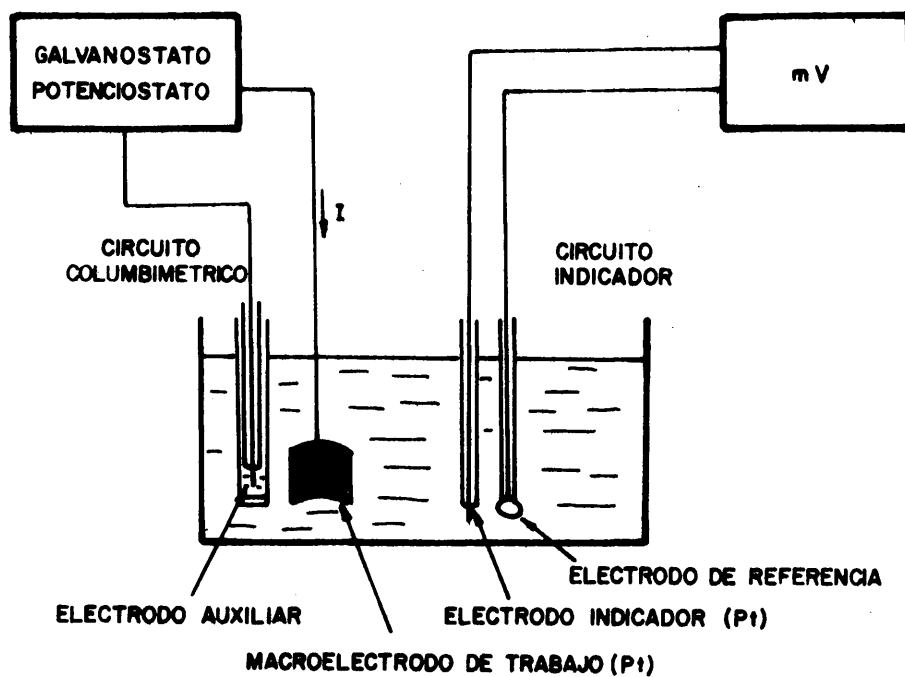 GALVANOSTATO
POTENCIOSTATO
mV
I
CIRCUITO
COLUMBIMETRICO
CIRCUITO
INDICADOR
ELECTRODO DE REFERENCIA
ELECTRODO AUXILIAR
ELECTRODO INDICADOR (Pt)
MACROELECTRODO DE TRABAJO (Pt)